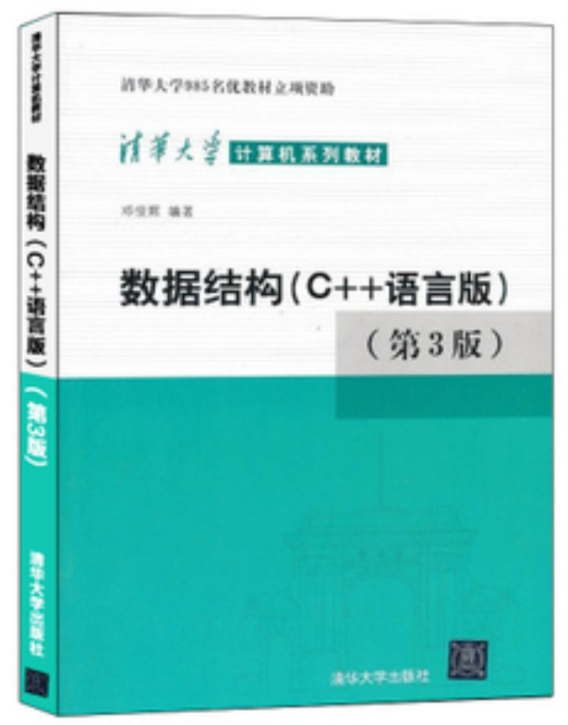 清华大学计算机教材
数据结构（C++语言版）（第3版）
清华大学出版社
清华大学985名优教材立项资助
清华大学 计算机系列教材
邓俊辉 编著
数据结构（C++语言版）
（第3版）
清华大学出版社